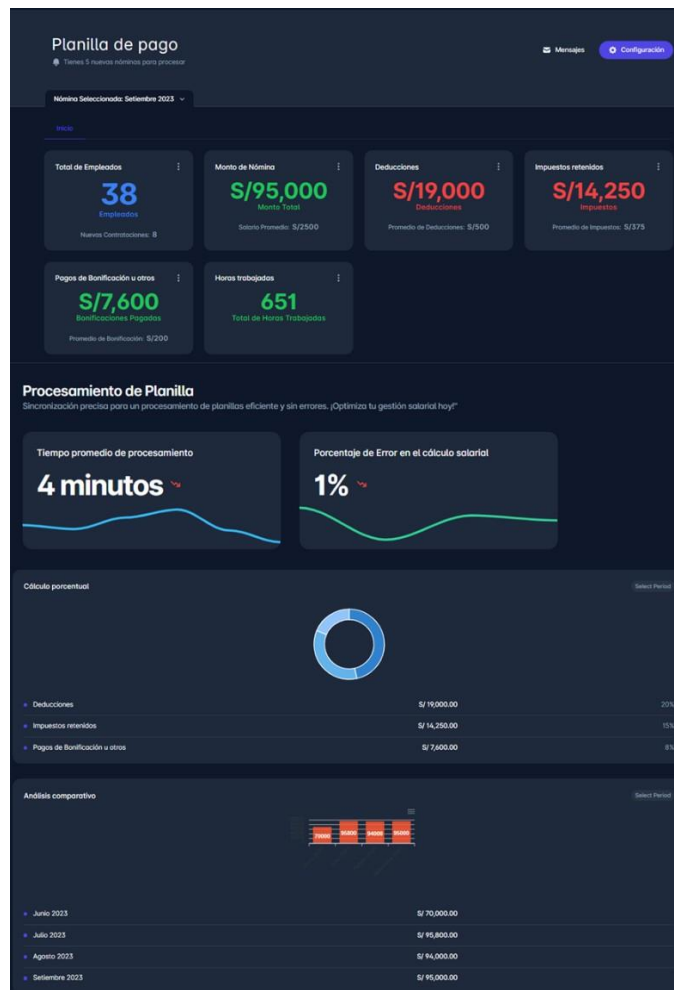 Planilla de pago
Tienes 5 nuevas nóminas para procesar
Mensajes
Configuración
Nómina Seleccionada: Setiembre 2023
Inicio
Total de Empleados
38
Empleados
Nuevas Contrataciones: 8
Monto de Nómina
S/95,000
Monto Total
Salario Promedio: S/2500
Deducciones
S/19,000
Deducciones
Promedio de Deducciones: S/500
Impuestos retenidos
S/14,250
Impuestos
Promedio de Impuestos: S/375
Pagos de Bonificación u otros
S/7,600
Bonificaciones Pagadas
Promedio de Bonificación: S/200
Horas trabajadas
651
Total de Horas Trabajadas
Procesamiento de Planilla
Sincronización precisa para un procesamiento de planillas eficiente y sin errores. ¡Optimiza tu gestión salarial hoy!"
Tiempo promedio de procesamiento
4 minutos
Porcentaje de Error en el cálculo salarial
1%
Cálculo porcentual
Select Period
Deducciones S/ 19,000.00 20%
Impuestos retenidos S/ 14,250.00 15%
Pagos de Bonificación u otros S/ 7,600.00 8%
Análisis comparativo
Select Period
95800 94000 95000
Junio 2023 S/ 70,000.00
Julio 2023 S/ 95,800.00
Agosto 2023 S/ 94,000.00
Setiembre 2023 S/ 95,000.00